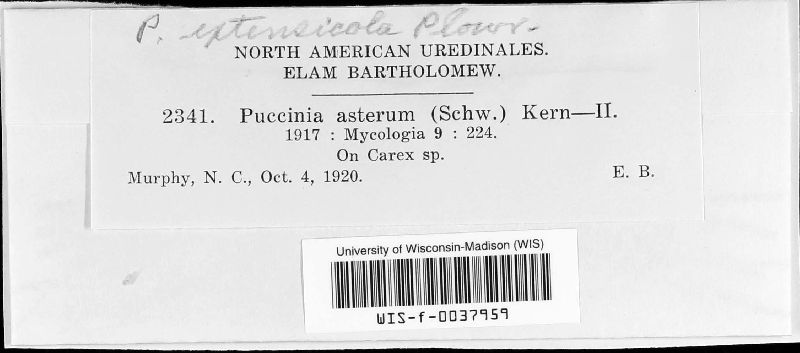 P. extensicola Plowr.
NORTH AMERICAN UREDINALES.
ELAM BARTHOLOMEW.
2341. Puccinia asterum (Schw.) Kern—II.
1917 : Mycologia 9 : 224.
On Carex sp.
Murphy, N. C., Oct. 4, 1920. E. B.
University of Wisconsin-Madison (WIS)
WIS-f-0037959